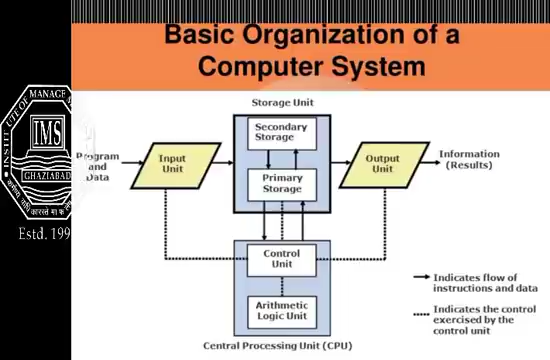 Basic Organization of a
Computer System
Storage Unit
Secondary
Storage
Primary
Storage
Program
and
Data
Input
Unit
Output
Unit
Information
(Results)
Control
Unit
Arithmetic
Logic Unit
Central Processing Unit (CPU)
Indicates flow of
instructions and data
Indicates the control
exercised by the
control unit
IMS
GHAZIABAD
Estd. 199